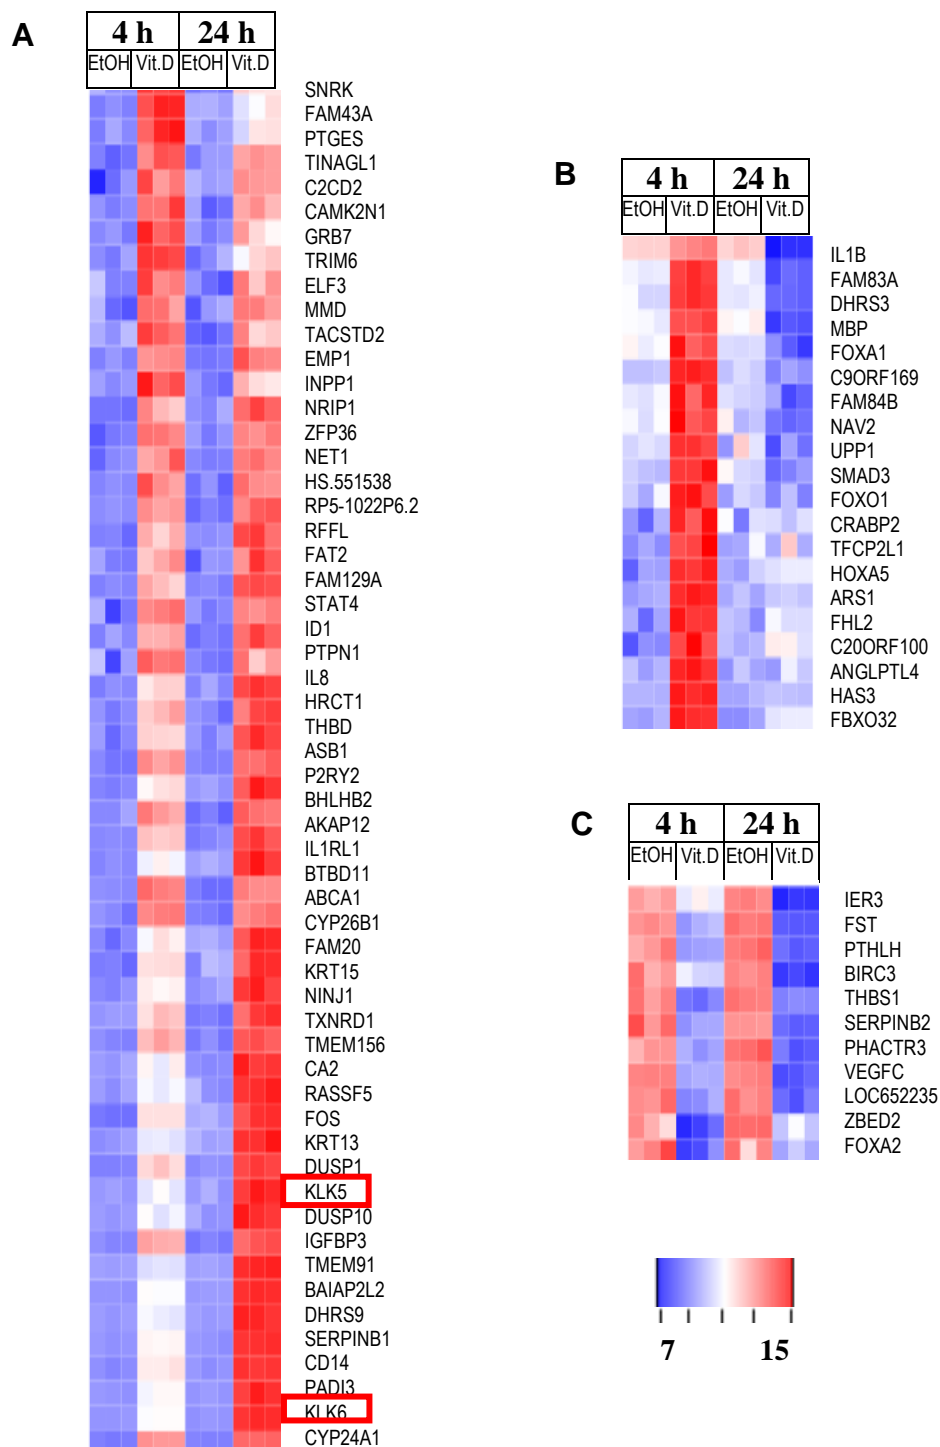 A
4 h 24 h
EtOH Vit.D EtOH Vit.D
SNRK
FAM43A
PTGES
TINAGL1
C2CD2
CAMK2N1
GRB7
TRIM6
ELF3
MMD
TACSTD2
EMP1
INPP1
NRIP1
ZFP36
NET1
HS.551538
RP5-1022P6.2
RFFL
FAT2
FAM129A
STAT4
ID1
PTPN1
IL8
HRCT1
THBD
ASB1
P2RY2
BHLHB2
AKAP12
IL1RL1
BTBD11
ABCA1
CYP26B1
FAM20
KRT15
NINJ1
TXNRD1
TMEM156
CA2
RASSF5
FOS
KRT13
DUSP1
KLK5
DUSP10
IGFBP3
TMEM91
BAIAP2L2
DHRS9
SERPINB1
CD14
PADI3
KLK6
CYP24A1
B
4 h 24 h
EtOH Vit.D EtOH Vit.D
IL1B
FAM83A
DHRS3
MBP
FOXA1
C9ORF169
FAM84B
NAV2
UPP1
SMAD3
FOXO1
CRABP2
TFCP2L1
HOXA5
ARS1
FHL2
C20ORF100
ANGLPTL4
HAS3
FBXO32
C
4 h 24 h
EtOH Vit.D EtOH Vit.D
IER3
FST
PTHLH
BIRC3
THBS1
SERPINB2
PHACTR3
VEGFC
LOC652235
ZBED2
FOXA2
7 15